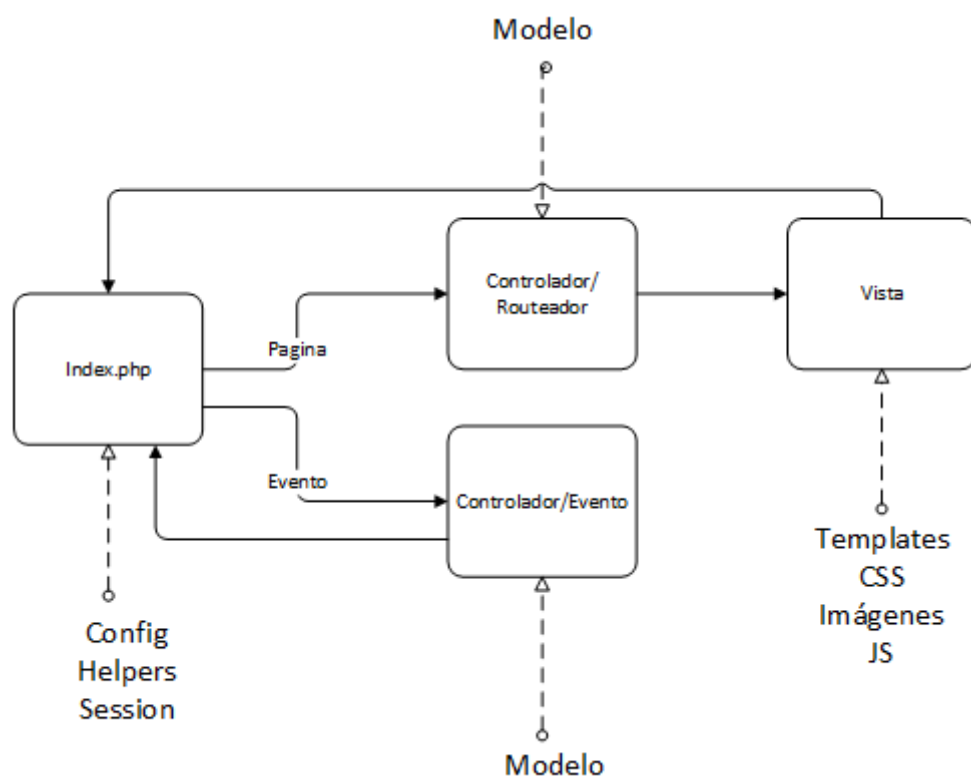 Modelo
Controlador/
Routeador
Vista
Pagina
Index.php
Evento
Controlador/Evento
Templates
CSS
Imágenes
JS
Config
Helpers
Session
Modelo